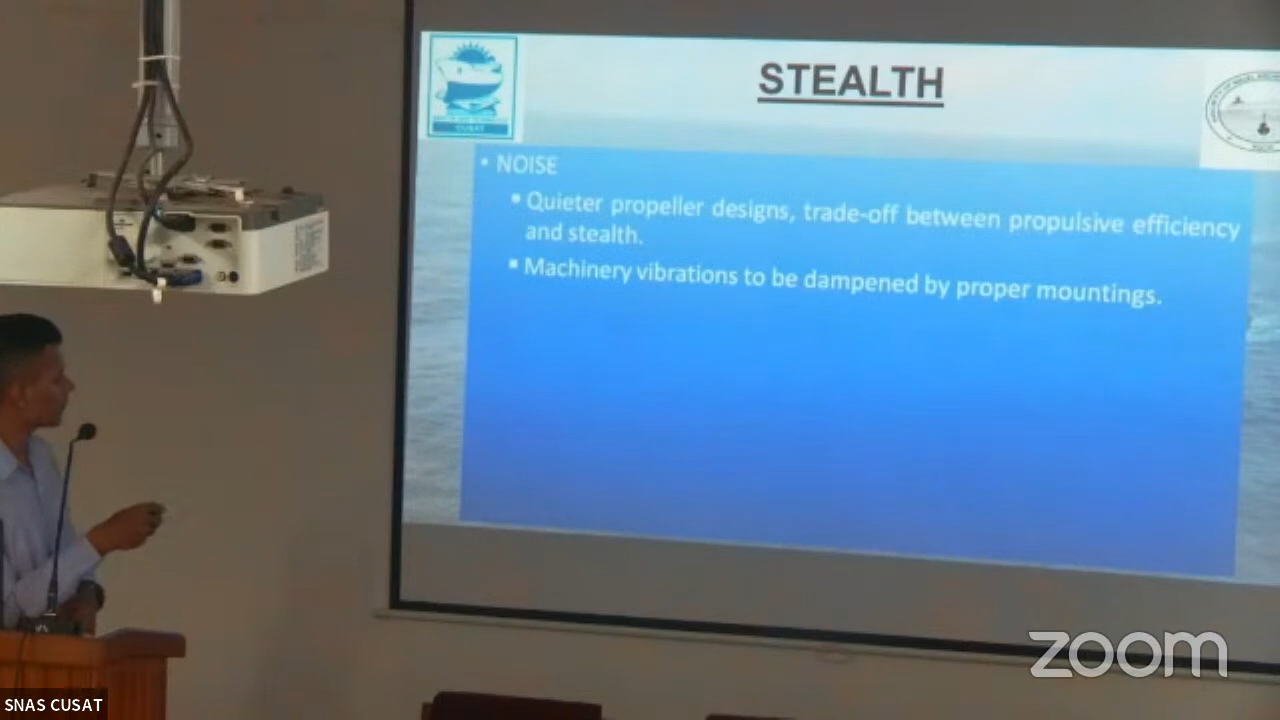 STEALTH
CUSAT
• NOISE
▪ Quieter propeller designs, trade-off between propulsive efficiency
and stealth.
▪ Machinery vibrations to be dampened by proper mountings.
zoom
SNAS CUSAT